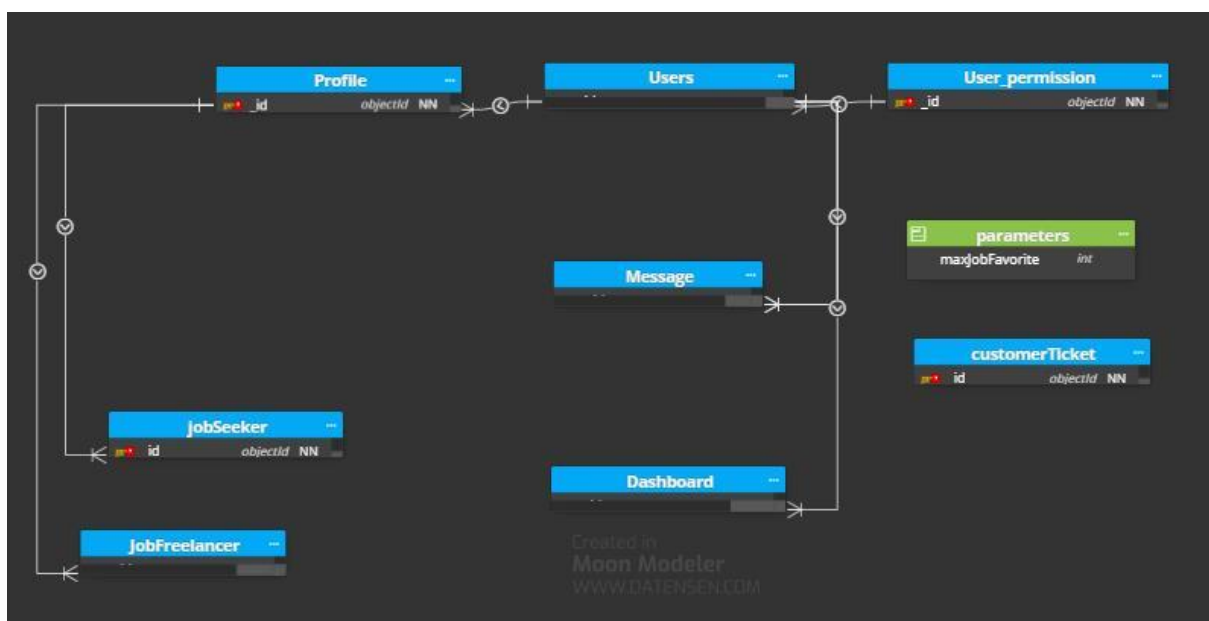 Profile
_id objectId NN
Users
User_permission
_id objectId NN
parameters
maxJobFavorite int
Message
customerTicket
id objectId NN
jobSeeker
id objectId NN
Dashboard
JobFreelancer
Created in
Moon Modeler
WWW.DATENSEN.COM